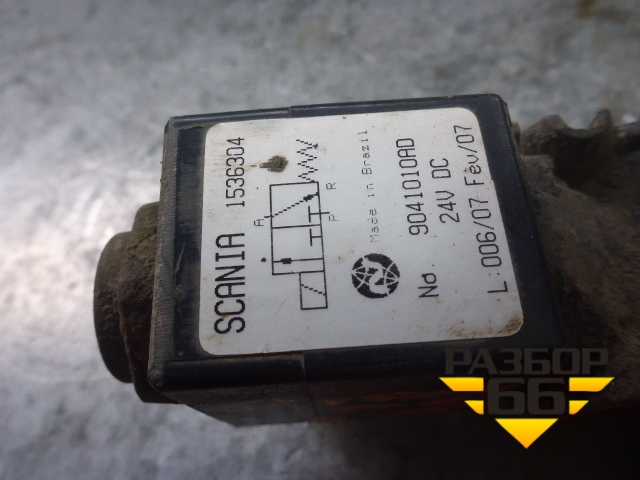 SCANIA 1536304
A
R
P
Made in Brazil
No. 9041010AD
24V DC
L:006/07 Fev/07
РАЗБОР
66